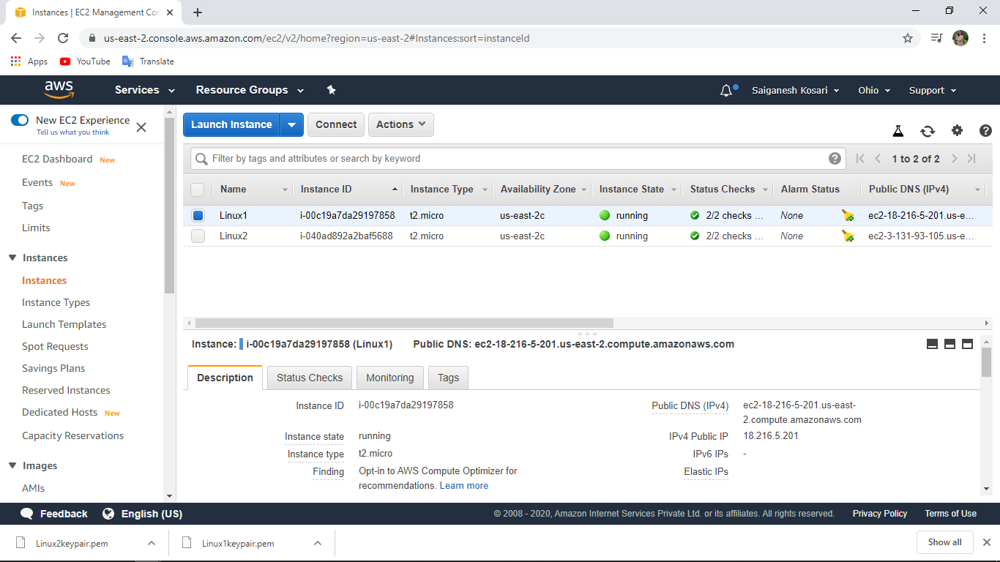 Instances | EC2 Management Con
us-east-2.console.aws.amazon.com/ec2/v2/home?region=us-east-2#Instances:sort=instanceId
Apps YouTube Translate
aws Services Resource Groups Saiganesh Kosari Ohio Support
New EC2 Experience
Tell us what you think
EC2 Dashboard New
Events New
Tags
Limits
Instances
Instances
Instance Types
Launch Templates
Spot Requests
Savings Plans
Reserved Instances
Dedicated Hosts New
Capacity Reservations
Images
AMIs
Launch Instance Connect Actions
Filter by tags and attributes or search by keyword 1 to 2 of 2
Name Instance ID Instance Type Availability Zone Instance State Status Checks Alarm Status Public DNS (IPv4)
Linux1 i-00c19a7da29197858 t2.micro us-east-2c running 2/2 checks ... None ec2-18-216-5-201.us-e...
Linux2 i-040ad892a2baf5688 t2.micro us-east-2c running 2/2 checks ... None ec2-3-131-93-105.us-e...
Instance: i-00c19a7da29197858 (Linux1) Public DNS: ec2-18-216-5-201.us-east-2.compute.amazonaws.com
Description Status Checks Monitoring Tags
Instance ID i-00c19a7da29197858 Public DNS (IPv4) ec2-18-216-5-201.us-east-
2.compute.amazonaws.com
Instance state running IPv4 Public IP 18.216.5.201
Instance type t2.micro IPv6 IPs -
Finding Opt-in to AWS Compute Optimizer for Elastic IPs
recommendations. Learn more
Feedback English (US) © 2008 - 2020, Amazon Internet Services Private Ltd. or its affiliates. All rights reserved. Privacy Policy Terms of Use
Linux2keypair.pem Linux1keypair.pem Show all